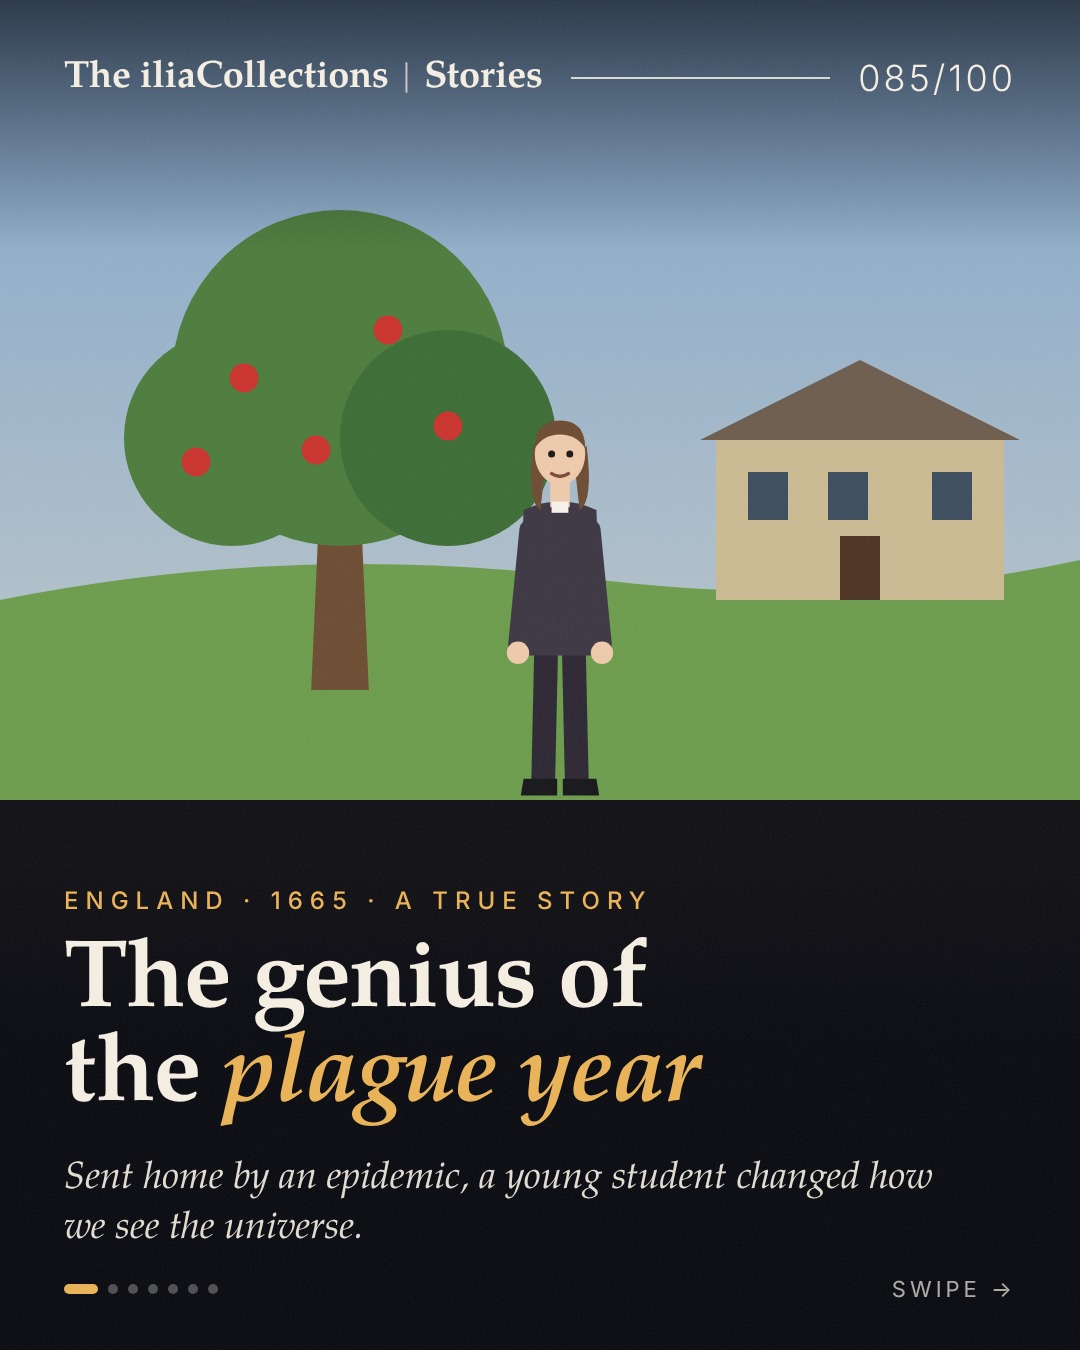 The iliaCollections | Stories 085/100
ENGLAND · 1665 · A TRUE STORY
The genius of
the plague year
Sent home by an epidemic, a young student changed how
we see the universe.
SWIPE →